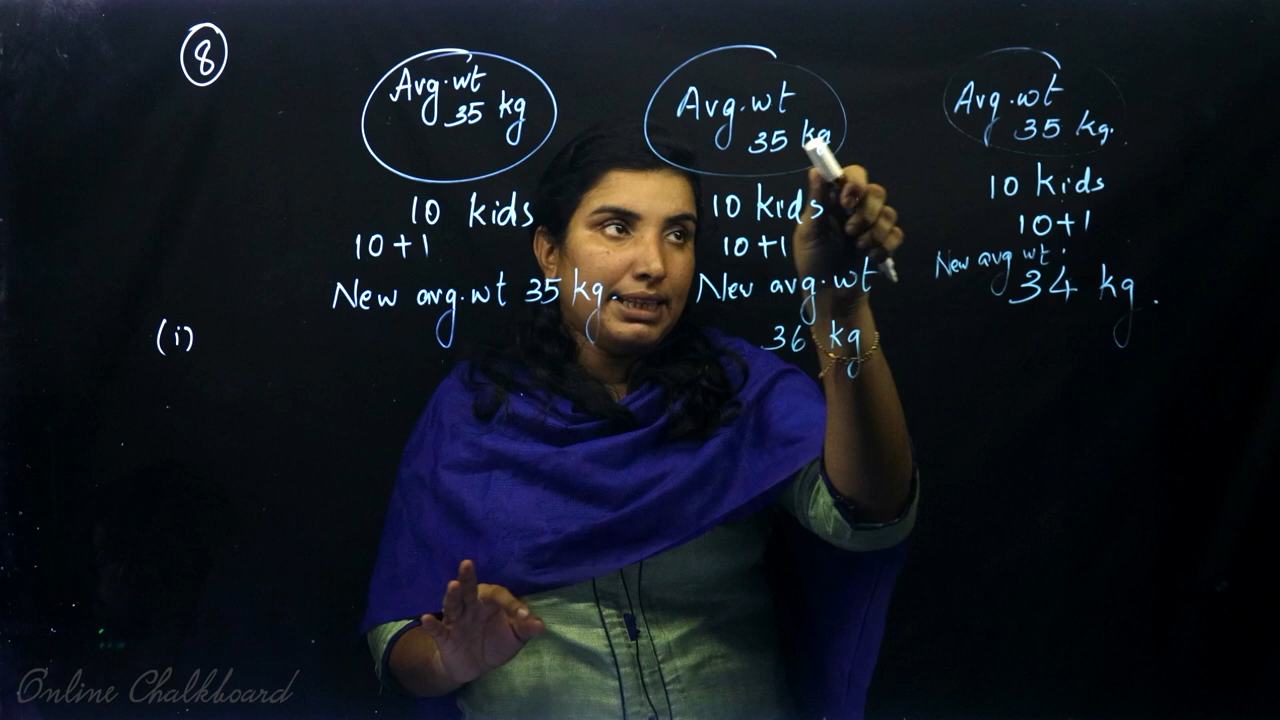 8
Avg.wt
35 kg
10 kids
10+1
New avg.wt 35 kg.
Avg.wt
35 kg
10 kids
10+1
New avg.wt
36 kg
Avg.wt
35 kg.
10 kids
10+1
New avg wt:
34 kg.
(i)
Online Chalkboard